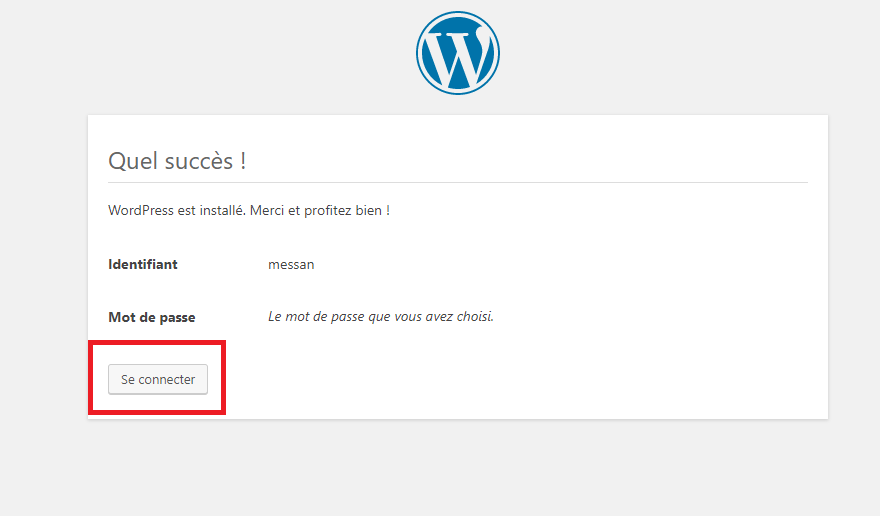 Quel succès !
WordPress est installé. Merci et profitez bien !
Identifiant messan
Mot de passe Le mot de passe que vous avez choisi.
Se connecter